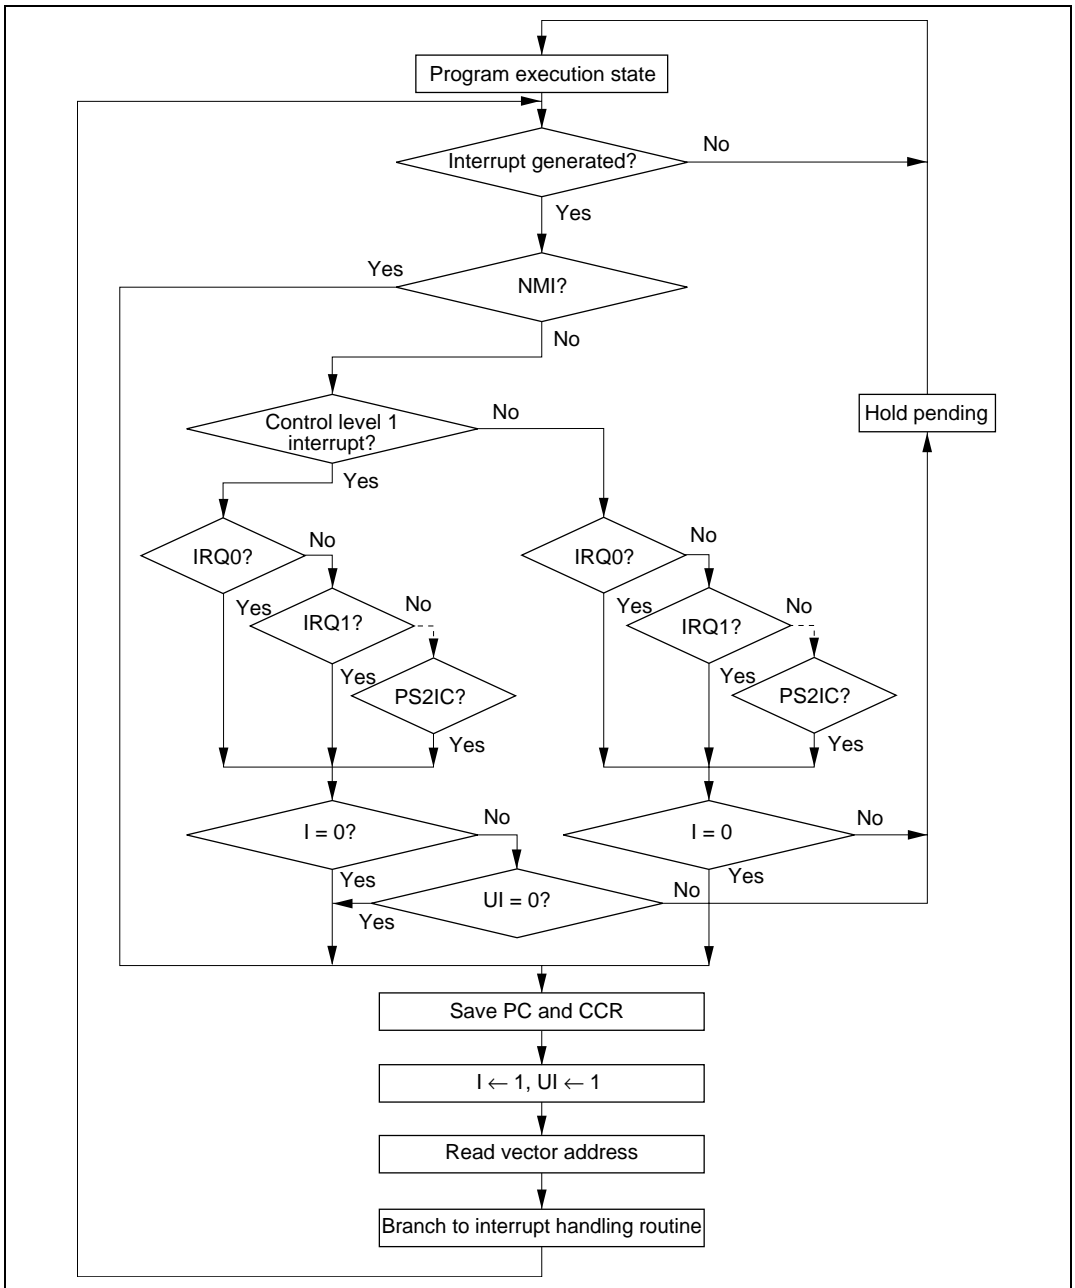 Program execution state
Interrupt generated?
No
Yes
NMI?
Yes
No
Control level 1
interrupt?
No
Yes
Hold pending
IRQ0?
No
Yes
IRQ1?
No
Yes
PS2IC?
Yes
IRQ0?
No
Yes
IRQ1?
No
Yes
PS2IC?
Yes
I = 0?
No
Yes
UI = 0?
No
Yes
I = 0
No
Yes
Save PC and CCR
I ← 1, UI ← 1
Read vector address
Branch to interrupt handling routine